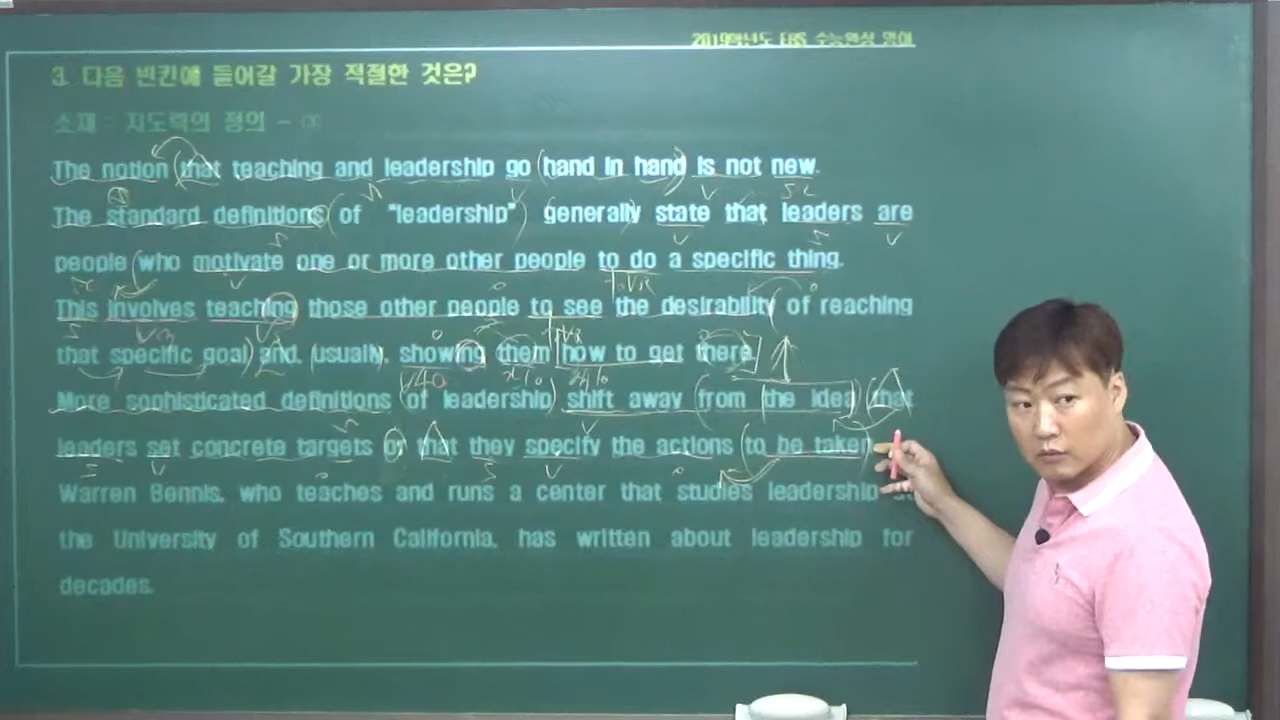 2019학년도 EBS 수능완성 영어
3. 다음 빈칸에 들어갈 가장 적절한 것은?
소재 : 지도력의 정의 -
The notion that teaching and leadership go hand in hand is not new.
The standard definitions of “leadership” generally state that leaders are
people who motivate one or more other people to do a specific thing.
This involves teaching those other people to see the desirability of reaching
that specific goal and, usually, showing them how to get there.
More sophisticated definitions of leadership shift away from the idea that
leaders set concrete targets or that they specify the actions to be taken.
Warren Bennis, who teaches and runs a center that studies leadership at
the University of Southern California, has written about leadership for
decades.